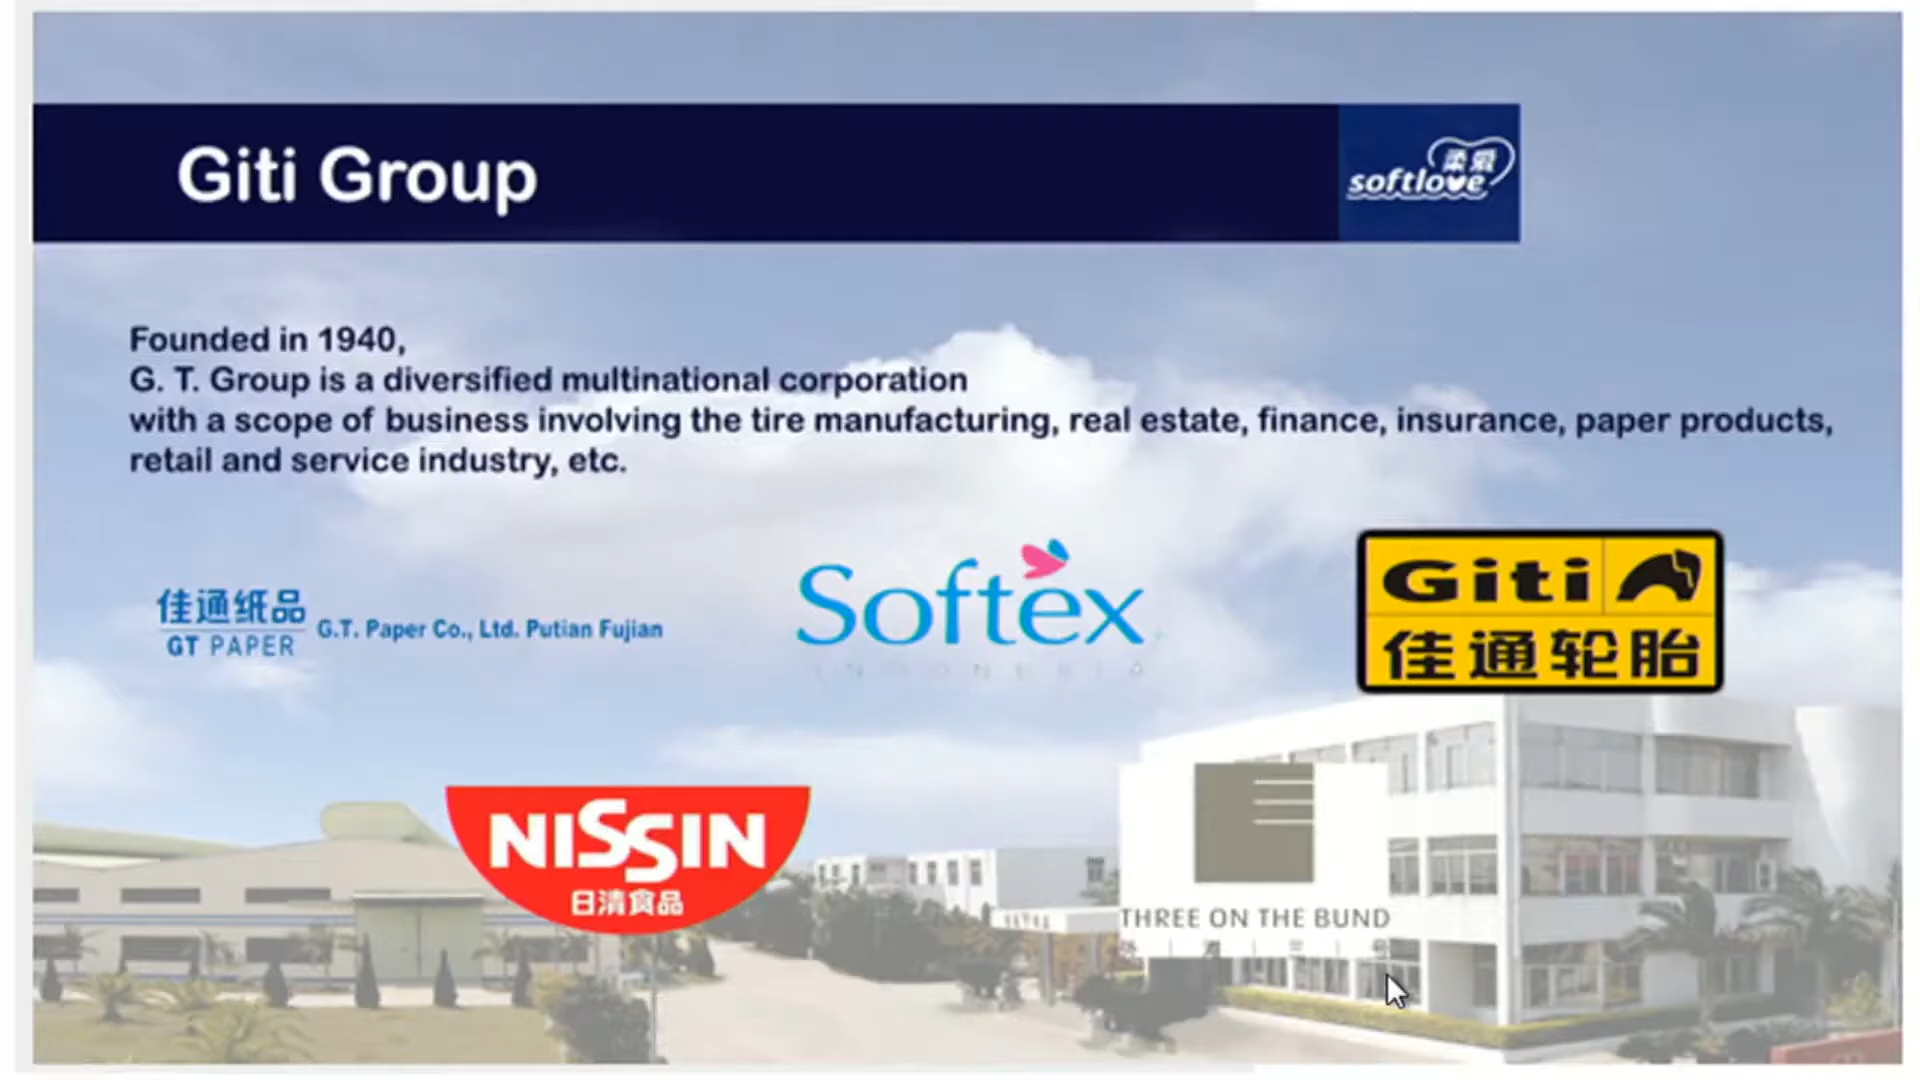 Giti Group
柔爱
softlove
Founded in 1940,
G. T. Group is a diversified multinational corporation
with a scope of business involving the tire manufacturing, real estate, finance, insurance, paper products,
retail and service industry, etc.
佳通纸品
GT PAPER
G.T. Paper Co., Ltd. Putian Fujian
Softex
INDONESIA
Giti
佳通轮胎
NISSIN
日清食品
THREE ON THE BUND